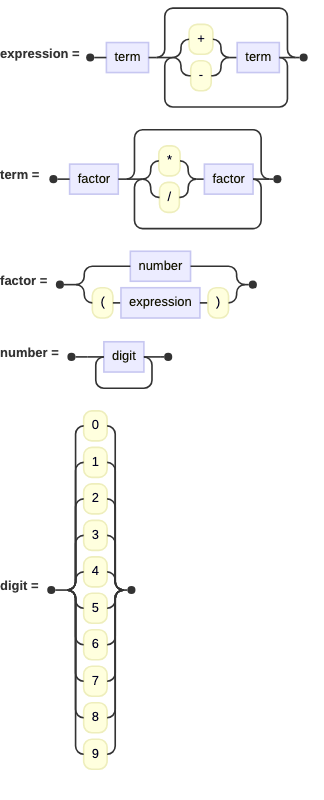 +
expression = term term
-
*
term = factor factor
/
number
factor =
( expression )
number = digit
0
1
2
3
4
digit =
5
6
7
8
9